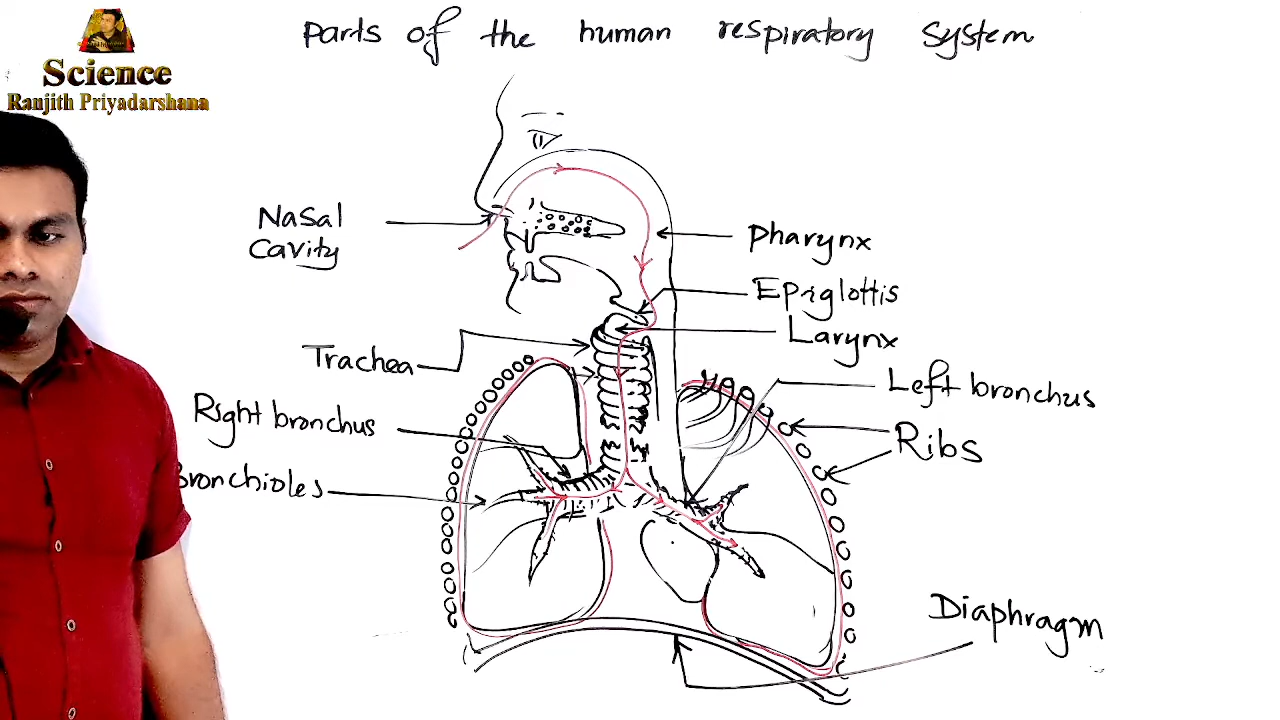 Parts of the human respiratory system
Science
Ranjith Priyadarshana
Nasal
Cavity
Pharynx
Epiglottis
Larynx
Trachea
Left bronchus
Right bronchus
Ribs
Bronchioles
Diaphragm